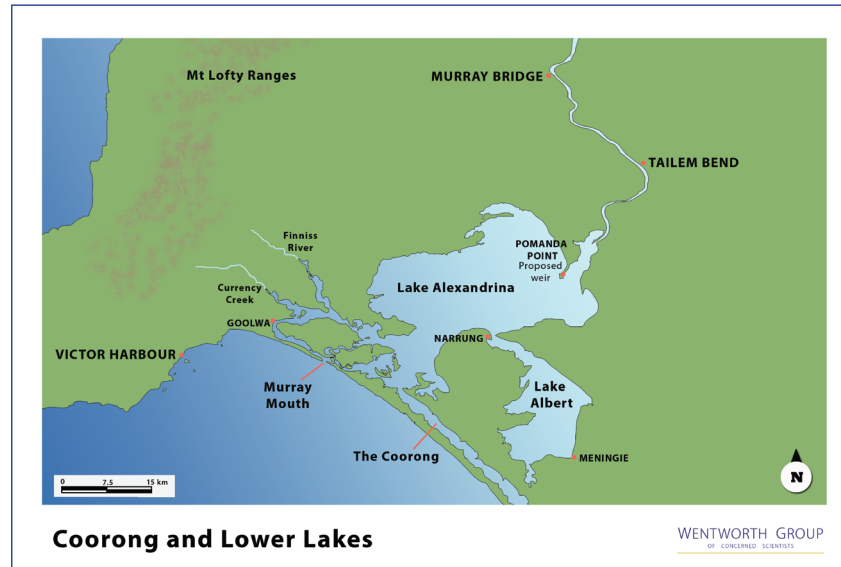 Mt Lofty Ranges
MURRAY BRIDGE
TAILEM BEND
Finniss
River
POMANDA
POINT
Proposed
weir
Currency
Creek
Lake Alexandrina
GOOLWA
NARRUNG
VICTOR HARBOUR
Murray
Mouth
Lake
Albert
The Coorong
MENINGIE
0 7.5 15 km
N
Coorong and Lower Lakes
WENTWORTH GROUP
OF CONCERNED SCIENTISTS